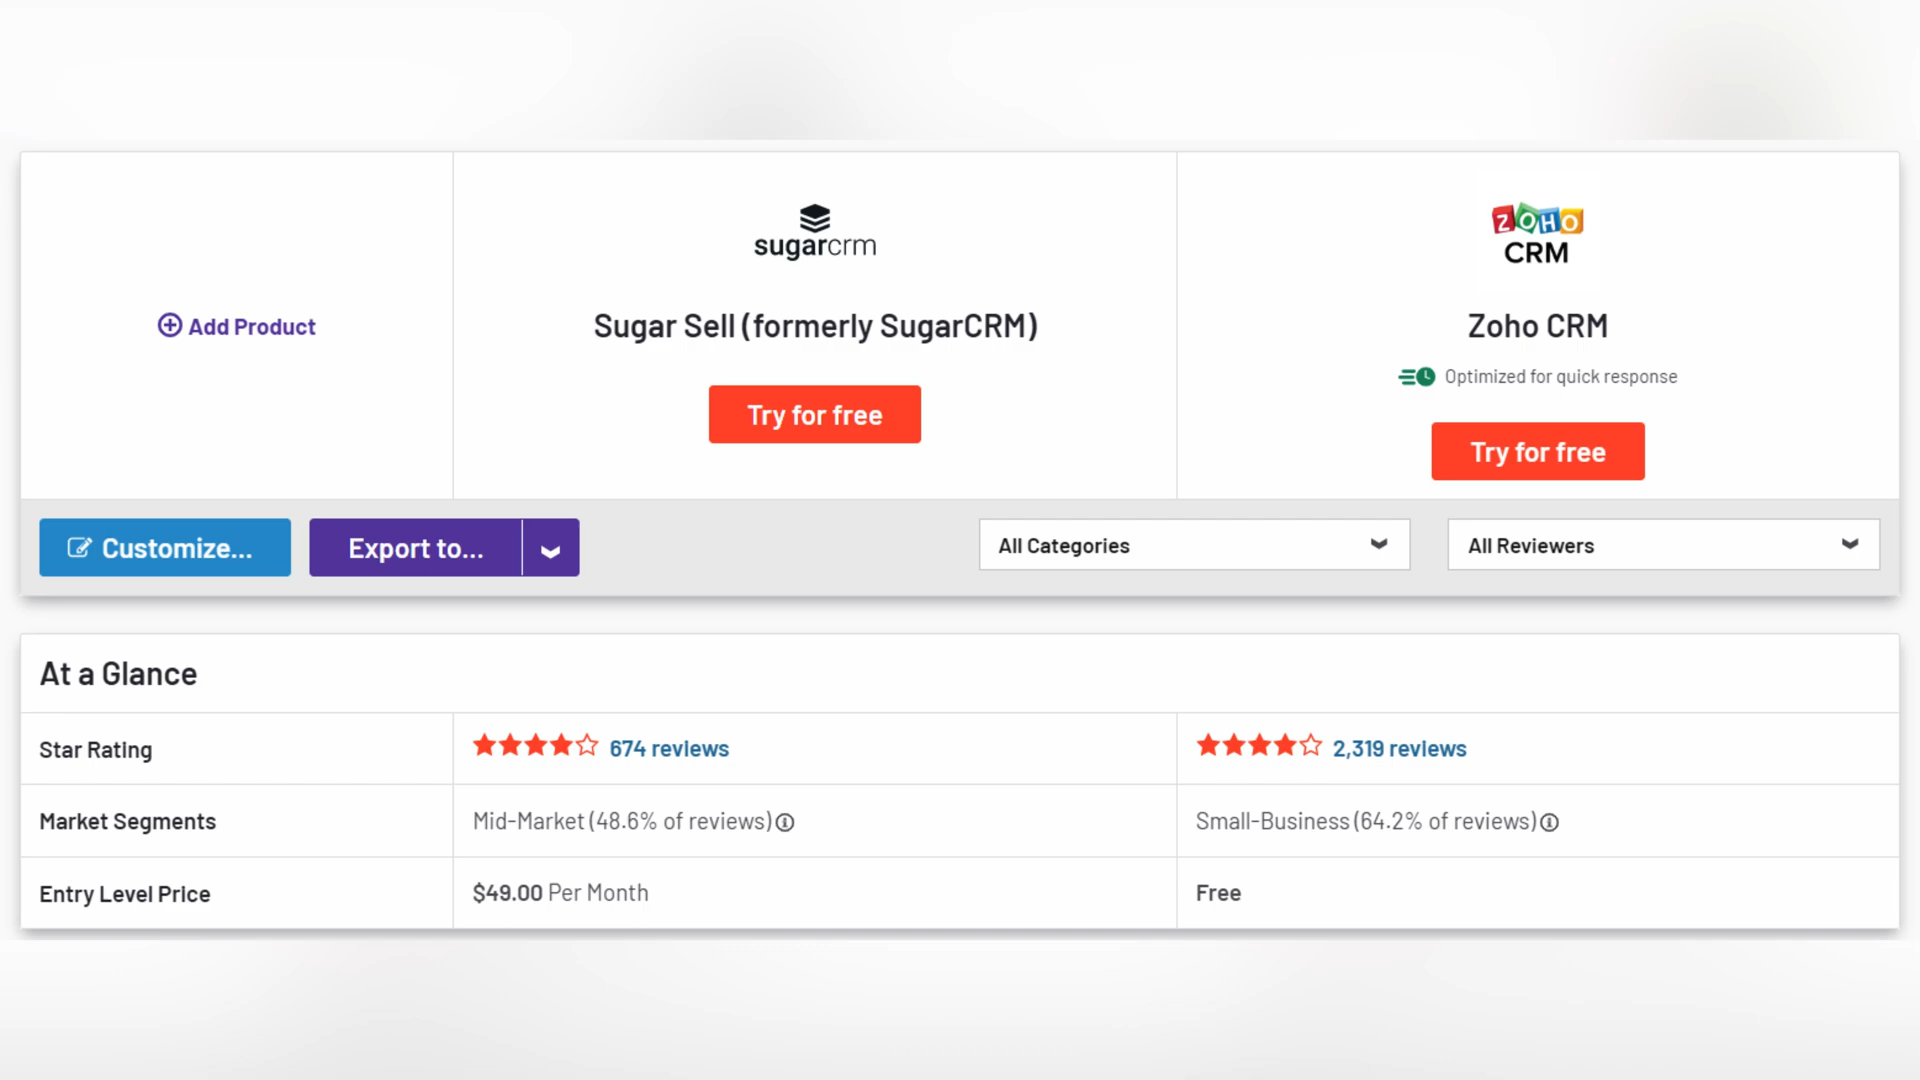 sugarcrm
ZOHO
CRM
Add Product
Sugar Sell (formerly SugarCRM)
Zoho CRM
Optimized for quick response
Try for free
Try for free
Customize...
Export to...
All Categories
All Reviewers
At a Glance
Star Rating
674 reviews
2,319 reviews
Market Segments
Mid-Market (48.6% of reviews)
Small-Business (64.2% of reviews)
Entry Level Price
$49.00 Per Month
Free